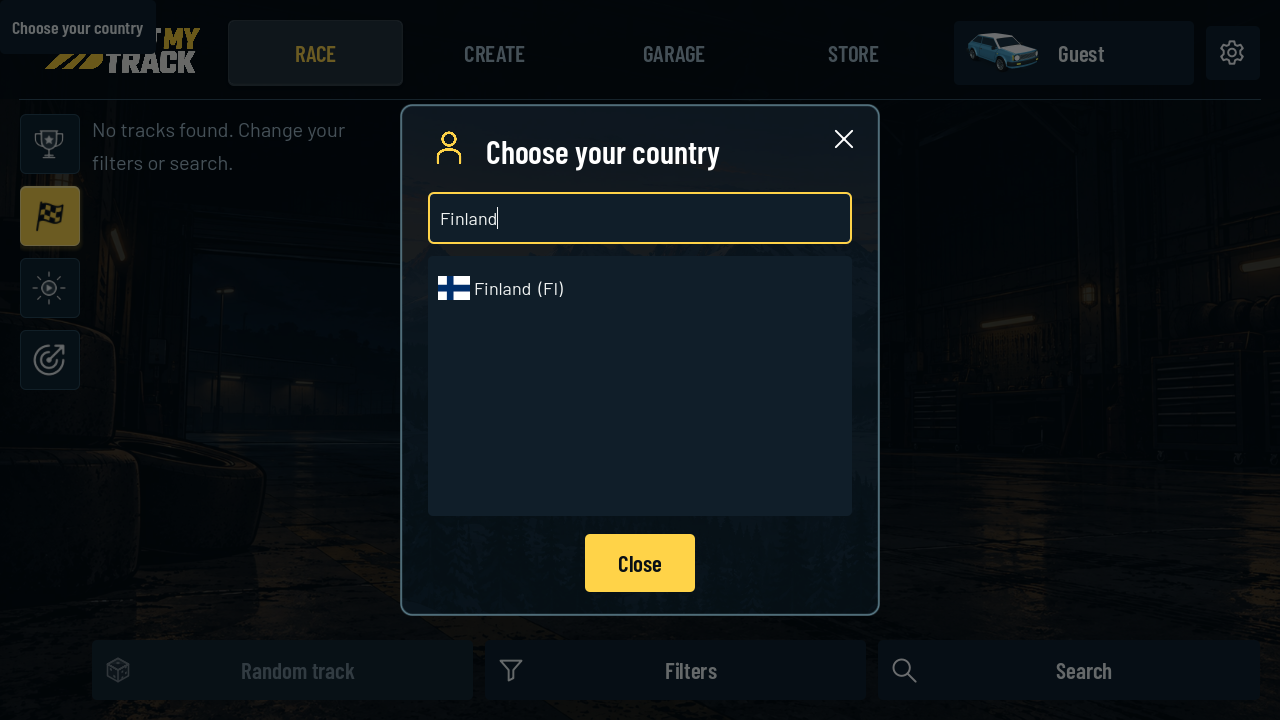 Choose your country
T MY
TRACK
RACE
CREATE
GARAGE
STORE
Guest
No tracks found. Change your
filters or search.
Choose your country
Finland
Finland (FI)
Close
Random track
Filters
Search